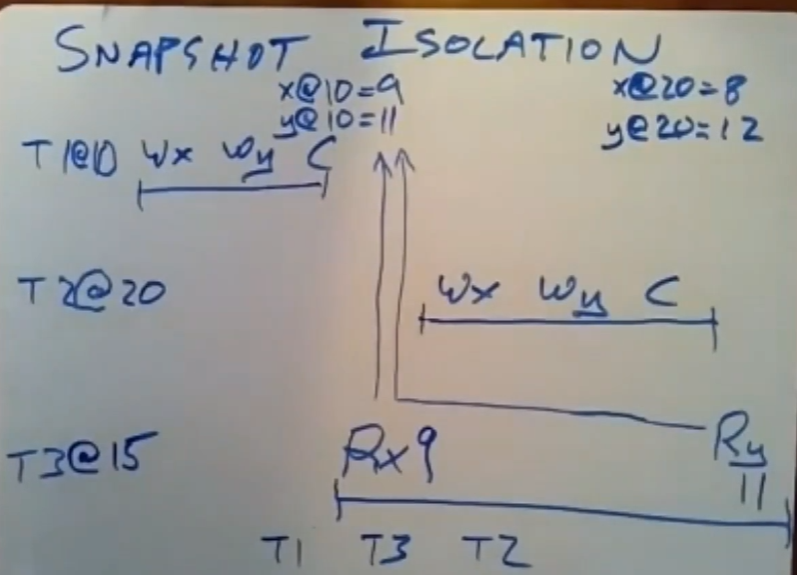 SNAPSHOT ISOLATION
x@10=9
y@10=11
x@20=8
y@20=12
T1@10 Wx Wy C
T2@20 Wx Wy C
T3@15 Rx9 Ry
11
T1 T3 T2